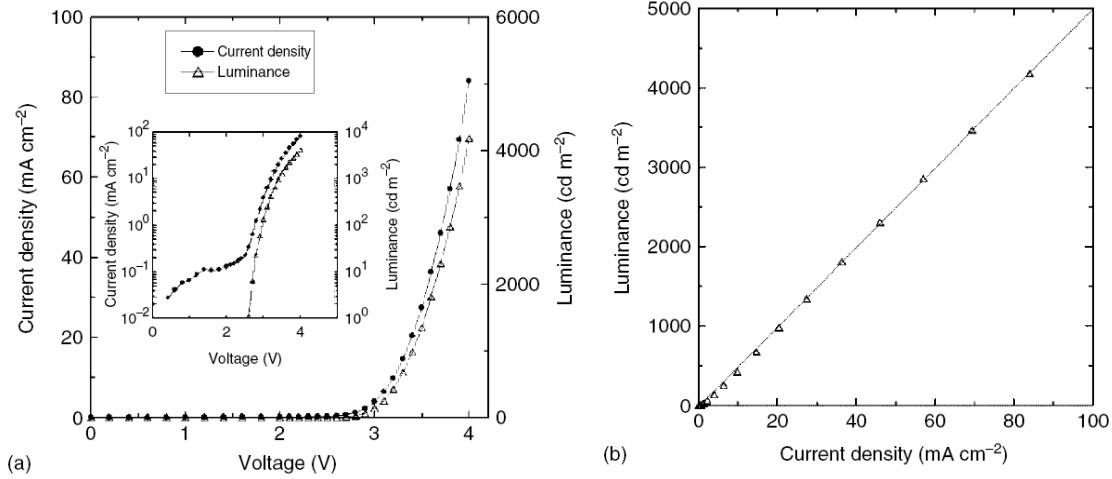 100
80
60
40
20
0
Current density (mA cm⁻²)
6000
4000
2000
0
Luminance (cd m⁻²)
0 1 2 3 4
Voltage (V)
Current density
Luminance
10²
10¹
10⁰
10⁻¹
10⁻²
Current density (mA cm⁻²)
10⁴
10³
10²
10¹
10⁰
Luminance (cd m⁻²)
0 2 4
Voltage (V)
(a)
5000
4000
3000
2000
1000
0
Luminance (cd m⁻²)
0 20 40 60 80 100
Current density (mA cm⁻²)
(b)